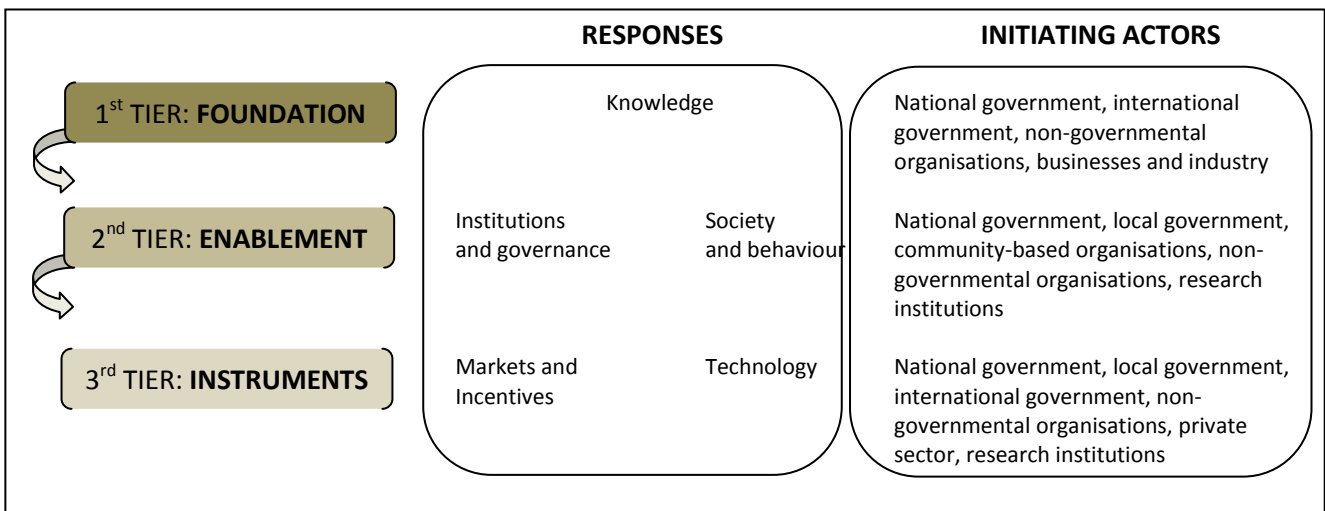 RESPONSES
INITIATING ACTORS
1st TIER: FOUNDATION
Knowledge
National government, international
government, non-governmental
organisations, businesses and industry
2nd TIER: ENABLEMENT
Institutions
and governance
Society
and behaviour
National government, local government,
community-based organisations, non-
governmental organisations, research
institutions
3rd TIER: INSTRUMENTS
Markets and
Incentives
Technology
National government, local government,
international government, non-
governmental organisations, private
sector, research institutions